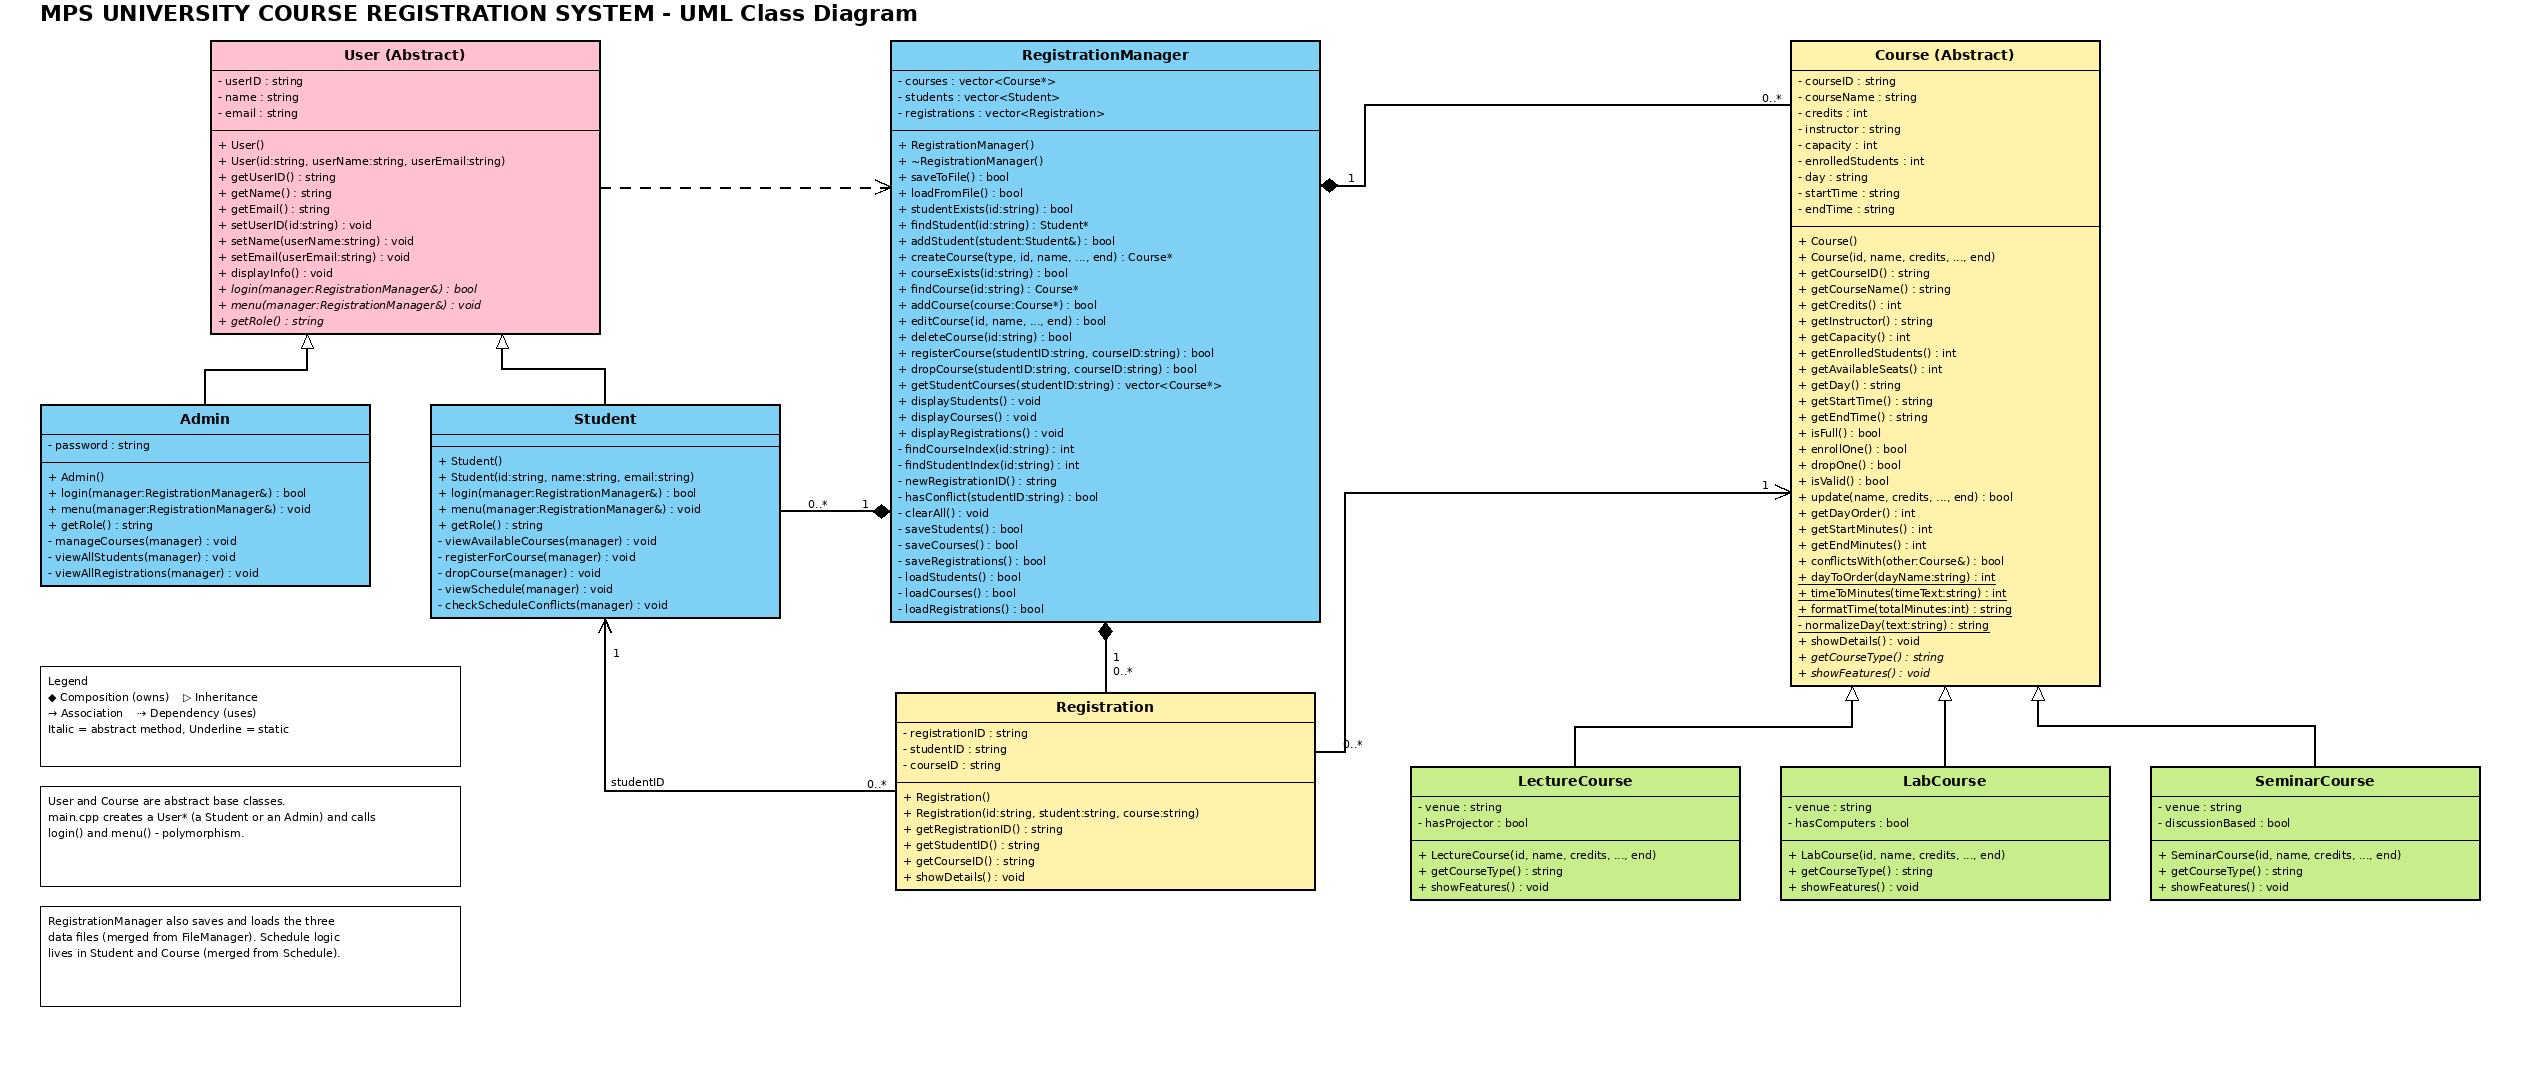 MPS UNIVERSITY COURSE REGISTRATION SYSTEM - UML Class Diagram
User (Abstract)
- userID : string
- name : string
- email : string
+ User()
+ User(id:string, userName:string, userEmail:string)
+ getUserID() : string
+ getName() : string
+ getEmail() : string
+ setUserID(id:string) : void
+ setName(userName:string) : void
+ setEmail(userEmail:string) : void
+ displayInfo() : void
+ login(manager:RegistrationManager&) : bool
+ menu(manager:RegistrationManager&) : void
+ getRole() : string
RegistrationManager
- courses : vector<Course*>
- students : vector<Student>
- registrations : vector<Registration>
+ RegistrationManager()
+ ~RegistrationManager()
+ saveToFile() : bool
+ loadFromFile() : bool
+ studentExists(id:string) : bool
+ findStudent(id:string) : Student*
+ addStudent(student:Student&) : bool
+ createCourse(type, id, name, ..., end) : Course*
+ courseExists(id:string) : bool
+ findCourse(id:string) : Course*
+ addCourse(course:Course*) : bool
+ editCourse(id, name, ..., end) : bool
+ deleteCourse(id:string) : bool
+ registerCourse(studentID:string, courseID:string) : bool
+ dropCourse(studentID:string, courseID:string) : bool
+ getStudentCourses(studentID:string) : vector<Course*>
+ displayStudents() : void
+ displayCourses() : void
+ displayRegistrations() : void
- findCourseIndex(id:string) : int
- findStudentIndex(id:string) : int
- newRegistrationID() : string
- hasConflict(studentID:string) : bool
- clearAll() : void
- saveStudents() : bool
- saveCourses() : bool
- saveRegistrations() : bool
- loadStudents() : bool
- loadCourses() : bool
- loadRegistrations() : bool
1
0..*
Course (Abstract)
- courseID : string
- courseName : string
- credits : int
- instructor : string
- capacity : int
- enrolledStudents : int
- day : string
- startTime : string
- endTime : string
+ Course()
+ Course(id, name, credits, ..., end)
+ getCourseID() : string
+ getCourseName() : string
+ getCredits() : int
+ getInstructor() : string
+ getCapacity() : int
+ getEnrolledStudents() : int
+ getAvailableSeats() : int
+ getDay() : string
+ getStartTime() : string
+ getEndTime() : string
+ isFull() : bool
+ enrollOne() : bool
+ dropOne() : bool
+ isValid() : bool
+ update(name, credits, ..., end) : bool
+ getDayOrder() : int
+ getStartMinutes() : int
+ getEndMinutes() : int
+ conflictsWith(other:Course&) : bool
+ dayToOrder(dayName:string) : int
+ timeToMinutes(timeText:string) : int
+ formatTime(totalMinutes:int) : string
- normalizeDay(text:string) : string
+ showDetails() : void
+ getCourseType() : string
+ showFeatures() : void
Admin
- password : string
+ Admin()
+ login(manager:RegistrationManager&) : bool
+ menu(manager:RegistrationManager&) : void
+ getRole() : string
- manageCourses(manager) : void
- viewAllStudents(manager) : void
- viewAllRegistrations(manager) : void
Student
+ Student()
+ Student(id:string, name:string, email:string)
+ login(manager:RegistrationManager&) : bool
+ menu(manager:RegistrationManager&) : void
+ getRole() : string
- viewAvailableCourses(manager) : void
- registerForCourse(manager) : void
- dropCourse(manager) : void
- viewSchedule(manager) : void
- checkScheduleConflicts(manager) : void
0..*
1
1
1
0..*
1
0..*
studentID
0..*
Registration
- registrationID : string
- studentID : string
- courseID : string
+ Registration()
+ Registration(id:string, student:string, course:string)
+ getRegistrationID() : string
+ getStudentID() : string
+ getCourseID() : string
+ showDetails() : void
LectureCourse
- venue : string
- hasProjector : bool
+ LectureCourse(id, name, credits, ..., end)
+ getCourseType() : string
+ showFeatures() : void
LabCourse
- venue : string
- hasComputers : bool
+ LabCourse(id, name, credits, ..., end)
+ getCourseType() : string
+ showFeatures() : void
SeminarCourse
- venue : string
- discussionBased : bool
+ SeminarCourse(id, name, credits, ..., end)
+ getCourseType() : string
+ showFeatures() : void
Legend
◆ Composition (owns) ▷ Inheritance
→ Association ⇢ Dependency (uses)
Italic = abstract method, Underline = static
User and Course are abstract base classes.
main.cpp creates a User* (a Student or an Admin) and calls
login() and menu() - polymorphism.
RegistrationManager also saves and loads the three
data files (merged from FileManager). Schedule logic
lives in Student and Course (merged from Schedule).